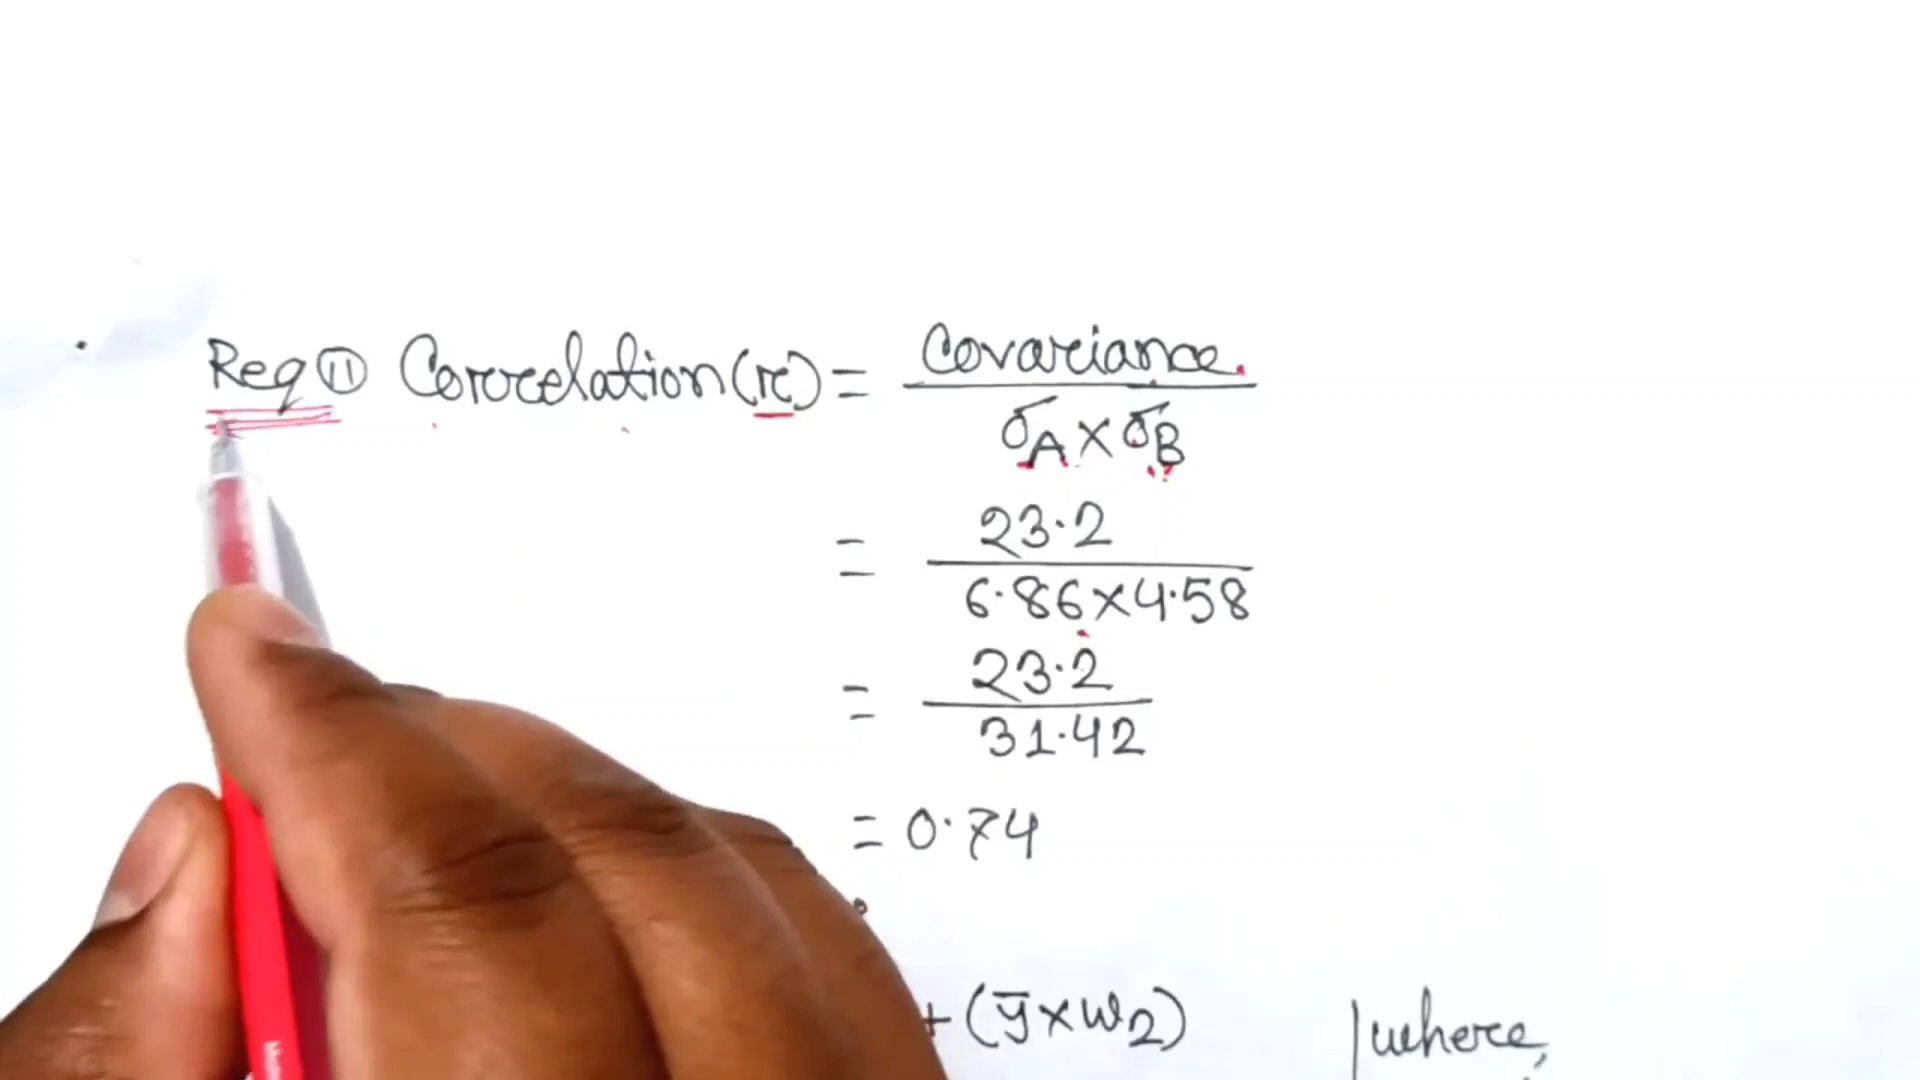 Req 11 Correlation (r) = Covariance / σA × σB
= 23.2 / 6.86 × 4.58
= 23.2 / 31.42
= 0.74
+ (ȳ × w2) | where,